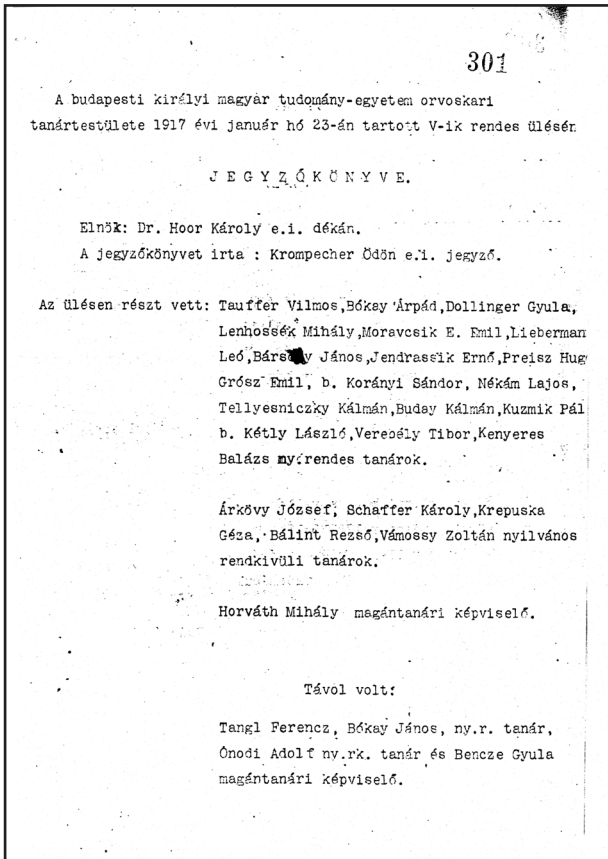 301
A budapesti királyi magyar tudomány-egyetem orvoskari
tanártestülete 1917 évi január hó 23-án tartott V-ik rendes ülésén
JEGYZŐKÖNYVE.
Elnök: Dr. Hoor Károly e.i. dékán.
A jegyzőkönyvet irta : Krompecher Ödön e.i. jegyző.
Az ülésen részt vett: Tauffer Vilmos,Bókay Árpád,Dollinger Gyula,
Lenhossék Mihály,Moravcsik E. Emil,Lieberman
Leó, János,Jendrassik Ernő,Preisz Hug
Grósz Emil, b. Korányi Sándor, Nékám Lajos,
Tellyesniczky Kálmán,Buday Kálmán,Kuzmik Pál
b. Kétly László,Verebély Tibor,Kenyeres
Balázs ny.rendes tanárok.
Árkövy József, Schaffer Károly,Krepuska
Géza, Bálint Rezső,Vámossy Zoltán nyilvános
rendkivüli tanárok.
Horváth Mihály magántanári képviselő.
Távol volt:
Tangl Ferencz, Bókay János, ny.r. tanár,
Ónodi Adolf ny.rk. tanár és Bencze Gyula
magántanári képviselő.